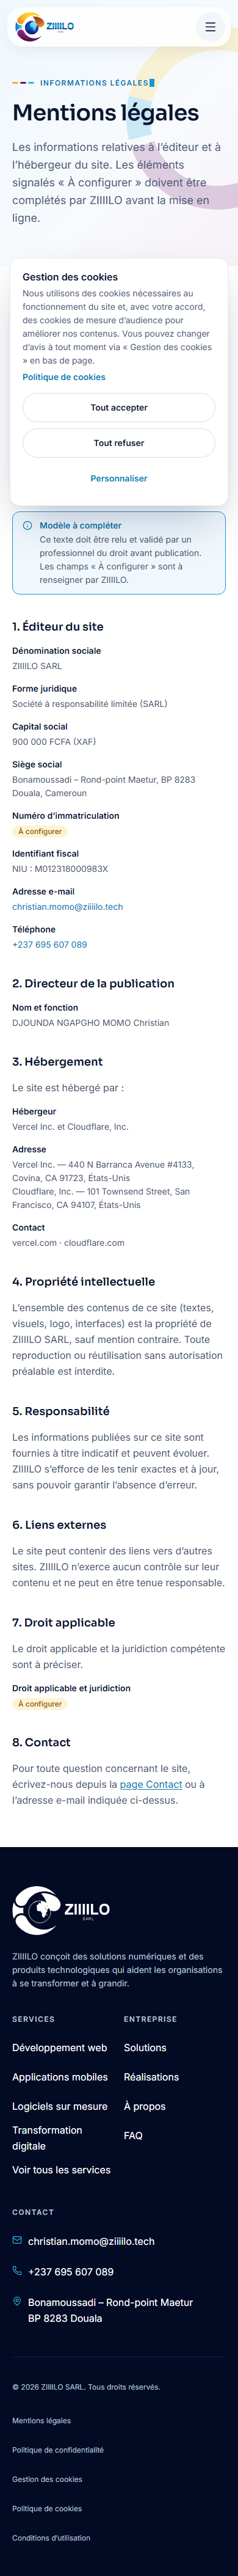 ZIIIILO
INFORMATIONS LÉGALES
Mentions légales
Les informations relatives à l'éditeur et à
l'hébergeur du site. Les éléments
signalés « À configurer » doivent être
complétés par ZIIIILO avant la mise en
ligne.
Gestion des cookies
Nous utilisons des cookies nécessaires au
fonctionnement du site et, avec votre accord,
des cookies de mesure d'audience pour
améliorer nos contenus. Vous pouvez changer
d'avis à tout moment via « Gestion des cookies
» en bas de page.
Politique de cookies
Tout accepter
Tout refuser
Personnaliser
Modèle à compléter
Ce texte doit être relu et validé par un
professionnel du droit avant publication.
Les champs « À configurer » sont à
renseigner par ZIIIILO.
1. Éditeur du site
Dénomination sociale
ZIIIILO SARL
Forme juridique
Société à responsabilité limitée (SARL)
Capital social
900 000 FCFA (XAF)
Siège social
Bonamoussadi – Rond-point Maetur, BP 8283
Douala, Cameroun
Numéro d'immatriculation
À configurer
Identifiant fiscal
NIU : M012318000983X
Adresse e-mail
christian.momo@ziiiilo.tech
Téléphone
+237 695 607 089
2. Directeur de la publication
Nom et fonction
DJOUNDA NGAPGHO MOMO Christian
3. Hébergement
Le site est hébergé par :
Hébergeur
Vercel Inc. et Cloudflare, Inc.
Adresse
Vercel Inc. — 440 N Barranca Avenue #4133,
Covina, CA 91723, États-Unis
Cloudflare, Inc. — 101 Townsend Street, San
Francisco, CA 94107, États-Unis
Contact
vercel.com · cloudflare.com
4. Propriété intellectuelle
L'ensemble des contenus de ce site (textes,
visuels, logo, interfaces) est la propriété de
ZIIIILO SARL, sauf mention contraire. Toute
reproduction ou réutilisation sans autorisation
préalable est interdite.
5. Responsabilité
Les informations publiées sur ce site sont
fournies à titre indicatif et peuvent évoluer.
ZIIIILO s'efforce de les tenir exactes et à jour,
sans pouvoir garantir l'absence d'erreur.
6. Liens externes
Le site peut contenir des liens vers d'autres
sites. ZIIIILO n'exerce aucun contrôle sur leur
contenu et ne peut en être tenue responsable.
7. Droit applicable
Le droit applicable et la juridiction compétente
sont à préciser.
Droit applicable et juridiction
À configurer
8. Contact
Pour toute question concernant le site,
écrivez-nous depuis la page Contact ou à
l'adresse e-mail indiquée ci-dessus.
ZIIIILO
SARL
ZIIIILO conçoit des solutions numériques et des
produits technologiques qui aident les organisations
à se transformer et à grandir.
SERVICES
Développement web
Applications mobiles
Logiciels sur mesure
Transformation
digitale
Voir tous les services
ENTREPRISE
Solutions
Réalisations
À propos
FAQ
CONTACT
christian.momo@ziiiilo.tech
+237 695 607 089
Bonamoussadi – Rond-point Maetur
BP 8283 Douala
© 2026 ZIIIILO SARL. Tous droits réservés.
Mentions légales
Politique de confidentialité
Gestion des cookies
Politique de cookies
Conditions d'utilisation